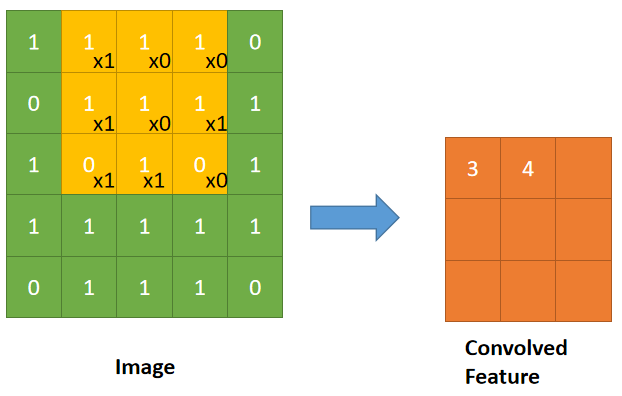 1 1 1 1 0
x1 x0 x0
0 1 1 1 1
x1 x0 x1
1 0 1 0 1
x1 x1 x0
3 4
1 1 1 1 1
0 1 1 1 0
Image
Convolved
Feature